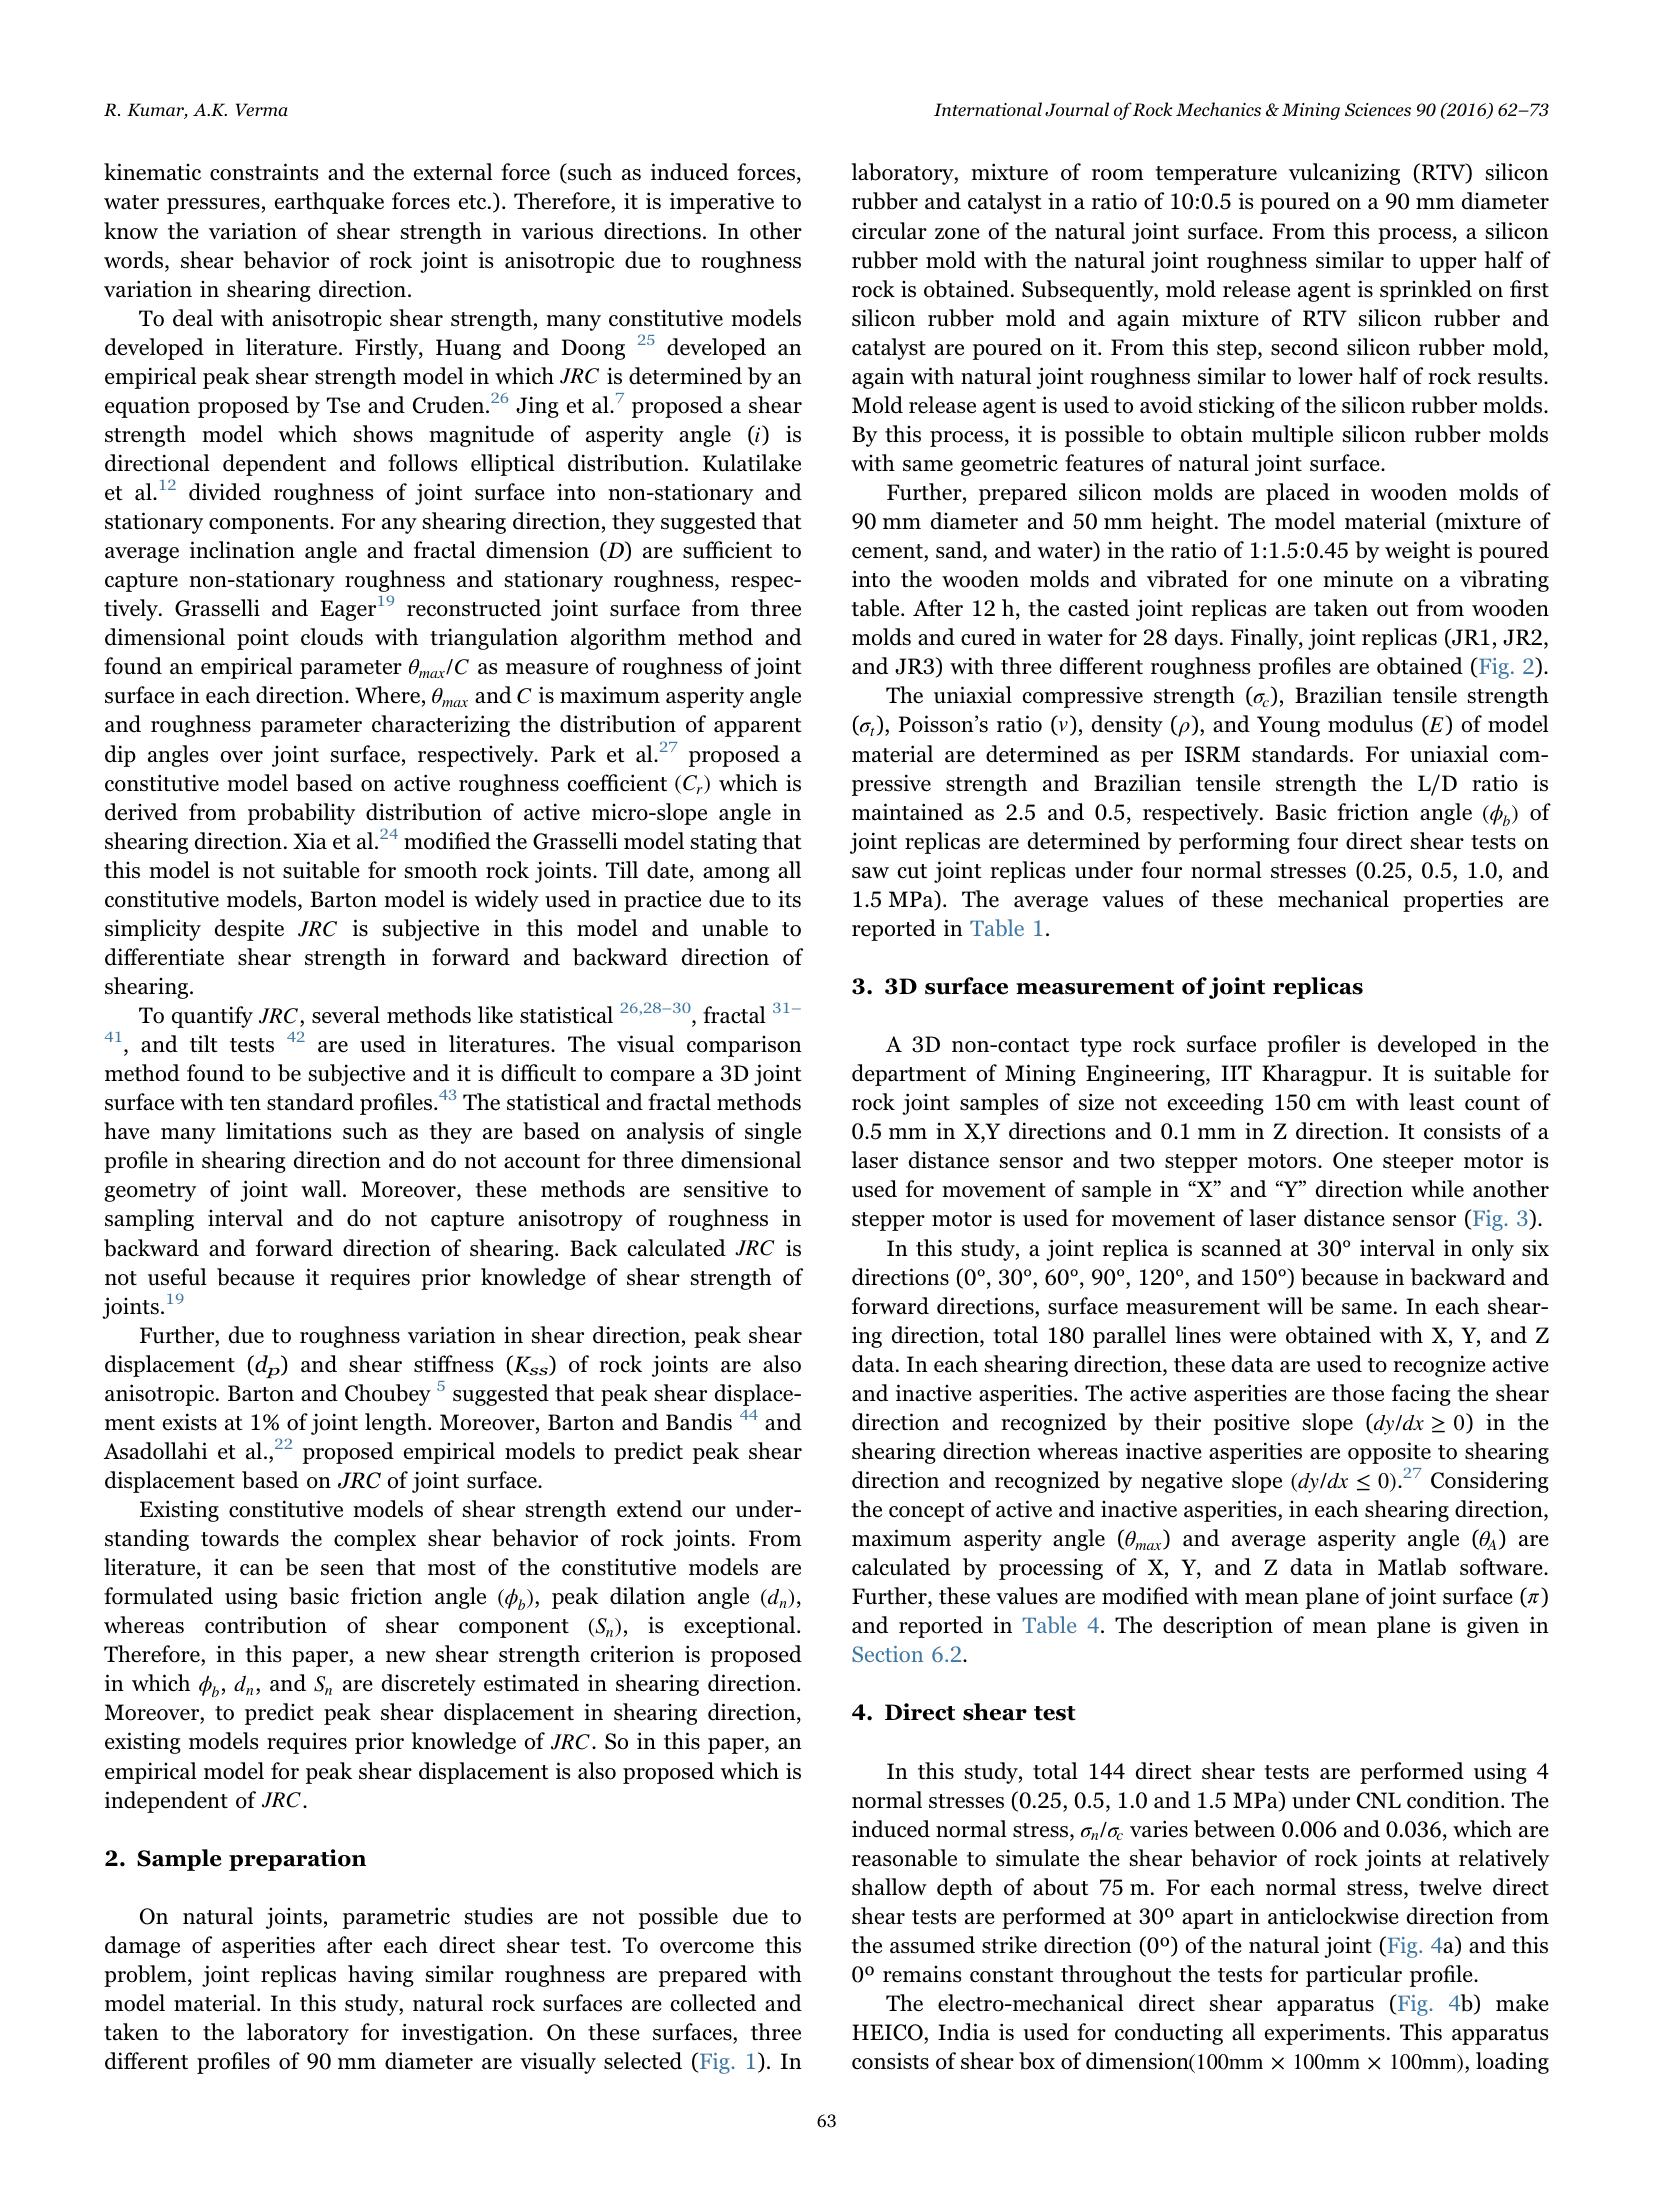 R. Kumar, A.K. Verma
International Journal of Rock Mechanics & Mining Sciences 90 (2016) 62–73
kinematic constraints and the external force (such as induced forces,
water pressures, earthquake forces etc.). Therefore, it is imperative to
know the variation of shear strength in various directions. In other
words, shear behavior of rock joint is anisotropic due to roughness
variation in shearing direction.
To deal with anisotropic shear strength, many constitutive models
developed in literature. Firstly, Huang and Doong 25 developed an
empirical peak shear strength model in which JRC is determined by an
equation proposed by Tse and Cruden.26 Jing et al.7 proposed a shear
strength model which shows magnitude of asperity angle (i) is
directional dependent and follows elliptical distribution. Kulatilake
et al.12 divided roughness of joint surface into non-stationary and
stationary components. For any shearing direction, they suggested that
average inclination angle and fractal dimension (D) are sufficient to
capture non-stationary roughness and stationary roughness, respec-
tively. Grasselli and Eager19 reconstructed joint surface from three
dimensional point clouds with triangulation algorithm method and
found an empirical parameter θmax/C as measure of roughness of joint
surface in each direction. Where, θmax and C is maximum asperity angle
and roughness parameter characterizing the distribution of apparent
dip angles over joint surface, respectively. Park et al.27 proposed a
constitutive model based on active roughness coefficient (Cr) which is
derived from probability distribution of active micro-slope angle in
shearing direction. Xia et al.24 modified the Grasselli model stating that
this model is not suitable for smooth rock joints. Till date, among all
constitutive models, Barton model is widely used in practice due to its
simplicity despite JRC is subjective in this model and unable to
differentiate shear strength in forward and backward direction of
shearing.
To quantify JRC, several methods like statistical 26,28–30, fractal 31–
41, and tilt tests 42 are used in literatures. The visual comparison
method found to be subjective and it is difficult to compare a 3D joint
surface with ten standard profiles.43 The statistical and fractal methods
have many limitations such as they are based on analysis of single
profile in shearing direction and do not account for three dimensional
geometry of joint wall. Moreover, these methods are sensitive to
sampling interval and do not capture anisotropy of roughness in
backward and forward direction of shearing. Back calculated JRC is
not useful because it requires prior knowledge of shear strength of
joints.19
Further, due to roughness variation in shear direction, peak shear
displacement (dp) and shear stiffness (Kss) of rock joints are also
anisotropic. Barton and Choubey 5 suggested that peak shear displace-
ment exists at 1% of joint length. Moreover, Barton and Bandis 44 and
Asadollahi et al.,22 proposed empirical models to predict peak shear
displacement based on JRC of joint surface.
Existing constitutive models of shear strength extend our under-
standing towards the complex shear behavior of rock joints. From
literature, it can be seen that most of the constitutive models are
formulated using basic friction angle (ϕb), peak dilation angle (dn),
whereas contribution of shear component (Sn), is exceptional.
Therefore, in this paper, a new shear strength criterion is proposed
in which ϕb, dn, and Sn are discretely estimated in shearing direction.
Moreover, to predict peak shear displacement in shearing direction,
existing models requires prior knowledge of JRC. So in this paper, an
empirical model for peak shear displacement is also proposed which is
independent of JRC.
2. Sample preparation
On natural joints, parametric studies are not possible due to
damage of asperities after each direct shear test. To overcome this
problem, joint replicas having similar roughness are prepared with
model material. In this study, natural rock surfaces are collected and
taken to the laboratory for investigation. On these surfaces, three
different profiles of 90 mm diameter are visually selected (Fig. 1). In
laboratory, mixture of room temperature vulcanizing (RTV) silicon
rubber and catalyst in a ratio of 10:0.5 is poured on a 90 mm diameter
circular zone of the natural joint surface. From this process, a silicon
rubber mold with the natural joint roughness similar to upper half of
rock is obtained. Subsequently, mold release agent is sprinkled on first
silicon rubber mold and again mixture of RTV silicon rubber and
catalyst are poured on it. From this step, second silicon rubber mold,
again with natural joint roughness similar to lower half of rock results.
Mold release agent is used to avoid sticking of the silicon rubber molds.
By this process, it is possible to obtain multiple silicon rubber molds
with same geometric features of natural joint surface.
Further, prepared silicon molds are placed in wooden molds of
90 mm diameter and 50 mm height. The model material (mixture of
cement, sand, and water) in the ratio of 1:1.5:0.45 by weight is poured
into the wooden molds and vibrated for one minute on a vibrating
table. After 12 h, the casted joint replicas are taken out from wooden
molds and cured in water for 28 days. Finally, joint replicas (JR1, JR2,
and JR3) with three different roughness profiles are obtained (Fig. 2).
The uniaxial compressive strength (σc), Brazilian tensile strength
(σt), Poisson's ratio (ν), density (ρ), and Young modulus (E) of model
material are determined as per ISRM standards. For uniaxial com-
pressive strength and Brazilian tensile strength the L/D ratio is
maintained as 2.5 and 0.5, respectively. Basic friction angle (ϕb) of
joint replicas are determined by performing four direct shear tests on
saw cut joint replicas under four normal stresses (0.25, 0.5, 1.0, and
1.5 MPa). The average values of these mechanical properties are
reported in Table 1.
3. 3D surface measurement of joint replicas
A 3D non-contact type rock surface profiler is developed in the
department of Mining Engineering, IIT Kharagpur. It is suitable for
rock joint samples of size not exceeding 150 cm with least count of
0.5 mm in X,Y directions and 0.1 mm in Z direction. It consists of a
laser distance sensor and two stepper motors. One steeper motor is
used for movement of sample in "X" and "Y" direction while another
stepper motor is used for movement of laser distance sensor (Fig. 3).
In this study, a joint replica is scanned at 30° interval in only six
directions (0°, 30°, 60°, 90°, 120°, and 150°) because in backward and
forward directions, surface measurement will be same. In each shear-
ing direction, total 180 parallel lines were obtained with X, Y, and Z
data. In each shearing direction, these data are used to recognize active
and inactive asperities. The active asperities are those facing the shear
direction and recognized by their positive slope (dy/dx ≥ 0) in the
shearing direction whereas inactive asperities are opposite to shearing
direction and recognized by negative slope (dy/dx ≤ 0).27 Considering
the concept of active and inactive asperities, in each shearing direction,
maximum asperity angle (θmax) and average asperity angle (θA) are
calculated by processing of X, Y, and Z data in Matlab software.
Further, these values are modified with mean plane of joint surface (π)
and reported in Table 4. The description of mean plane is given in
Section 6.2.
4. Direct shear test
In this study, total 144 direct shear tests are performed using 4
normal stresses (0.25, 0.5, 1.0 and 1.5 MPa) under CNL condition. The
induced normal stress, σn/σc varies between 0.006 and 0.036, which are
reasonable to simulate the shear behavior of rock joints at relatively
shallow depth of about 75 m. For each normal stress, twelve direct
shear tests are performed at 30º apart in anticlockwise direction from
the assumed strike direction (0º) of the natural joint (Fig. 4a) and this
0º remains constant throughout the tests for particular profile.
The electro-mechanical direct shear apparatus (Fig. 4b) make
HEICO, India is used for conducting all experiments. This apparatus
consists of shear box of dimension(100mm × 100mm × 100mm), loading
63